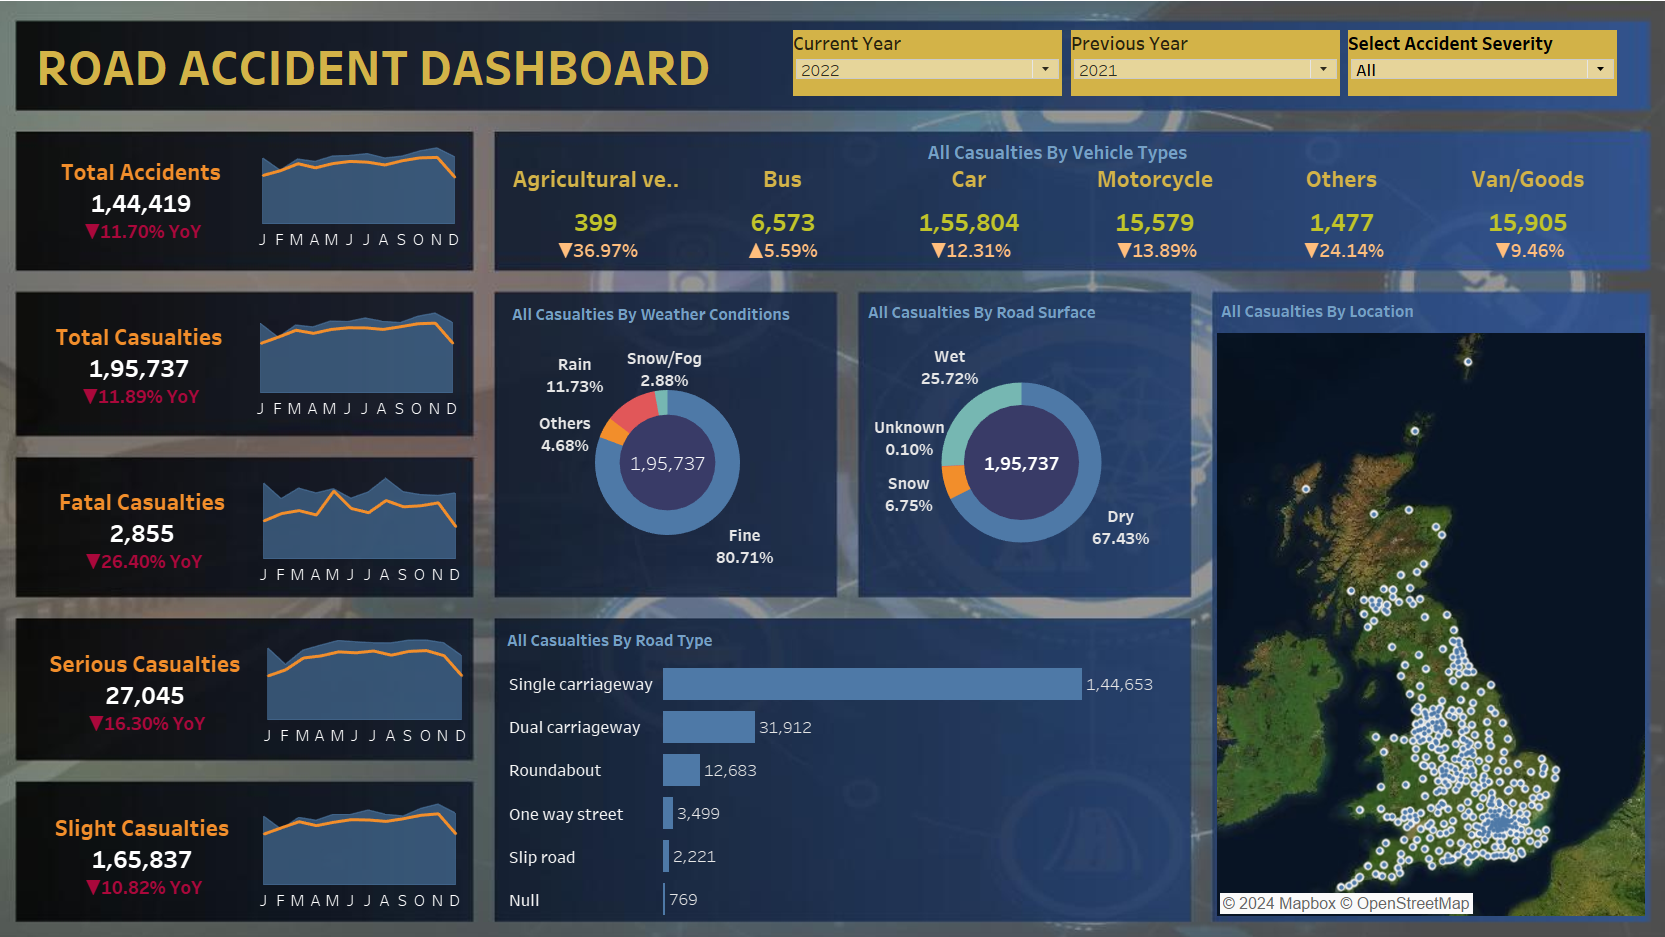 ROAD ACCIDENT DASHBOARD
Current Year
2022
Previous Year
2021
Select Accident Severity
All
Total Accidents
1,44,419
▼11.70% YoY
J F M A M J J A S O N D
Total Casualties
1,95,737
▼11.89% YoY
J F M A M J J A S O N D
Fatal Casualties
2,855
▼26.40% YoY
J F M A M J J A S O N D
Serious Casualties
27,045
▼16.30% YoY
J F M A M J J A S O N D
Slight Casualties
1,65,837
▼10.82% YoY
J F M A M J J A S O N D
All Casualties By Vehicle Types
Agricultural ve.. Bus Car Motorcycle Others Van/Goods
399 6,573 1,55,804 15,579 1,477 15,905
▼36.97% ▲5.59% ▼12.31% ▼13.89% ▼24.14% ▼9.46%
All Casualties By Weather Conditions
Rain
11.73%
Snow/Fog
2.88%
Others
4.68%
1,95,737
Fine
80.71%
All Casualties By Road Surface
Wet
25.72%
Unknown
0.10%
Snow
6.75%
1,95,737
Dry
67.43%
All Casualties By Road Type
Single carriageway 1,44,653
Dual carriageway 31,912
Roundabout 12,683
One way street 3,499
Slip road 2,221
Null 769
All Casualties By Location
© 2024 Mapbox © OpenStreetMap